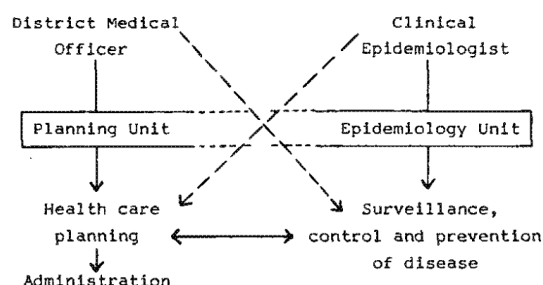 District Medical
Officer
Clinical
Epidemiologist
Planning Unit
Epidemiology Unit
Health care
planning
Surveillance,
control and prevention
of disease
Administration